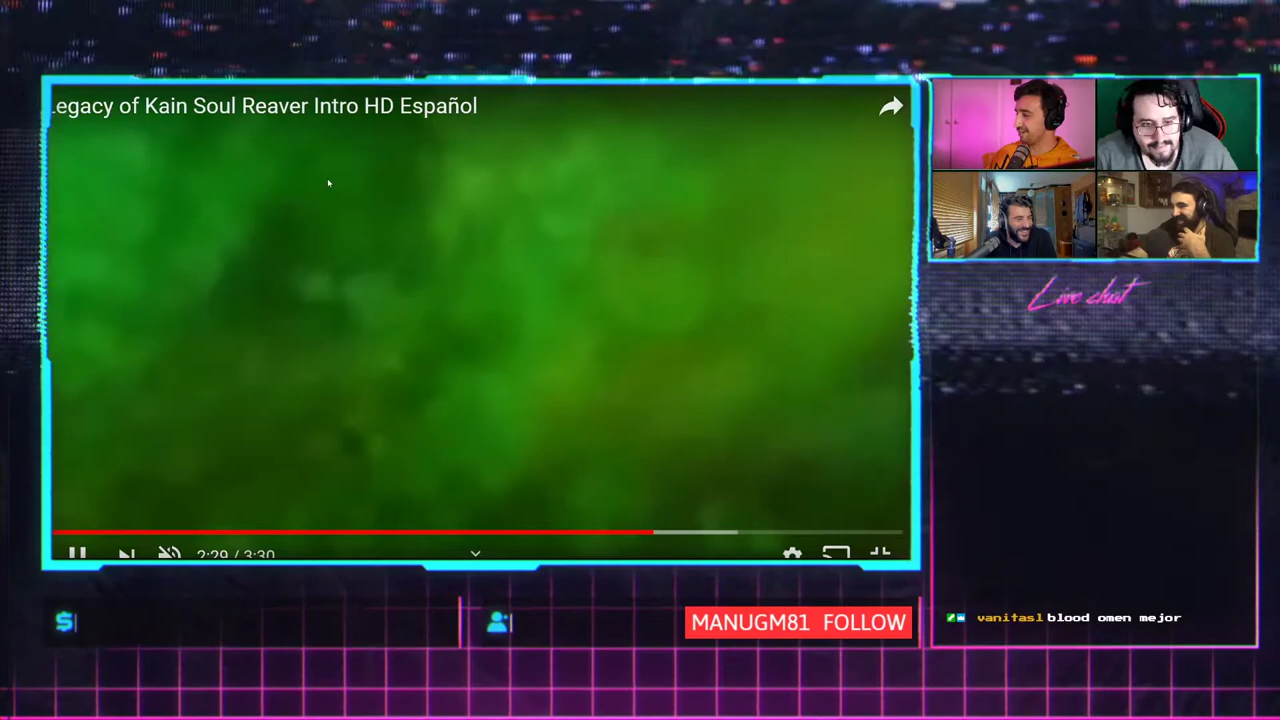 .egacy of Kain Soul Reaver Intro HD Español
Live chat
2:29 / 3:30
$
MANUGM81 FOLLOW
vanitasl blood omen mejor